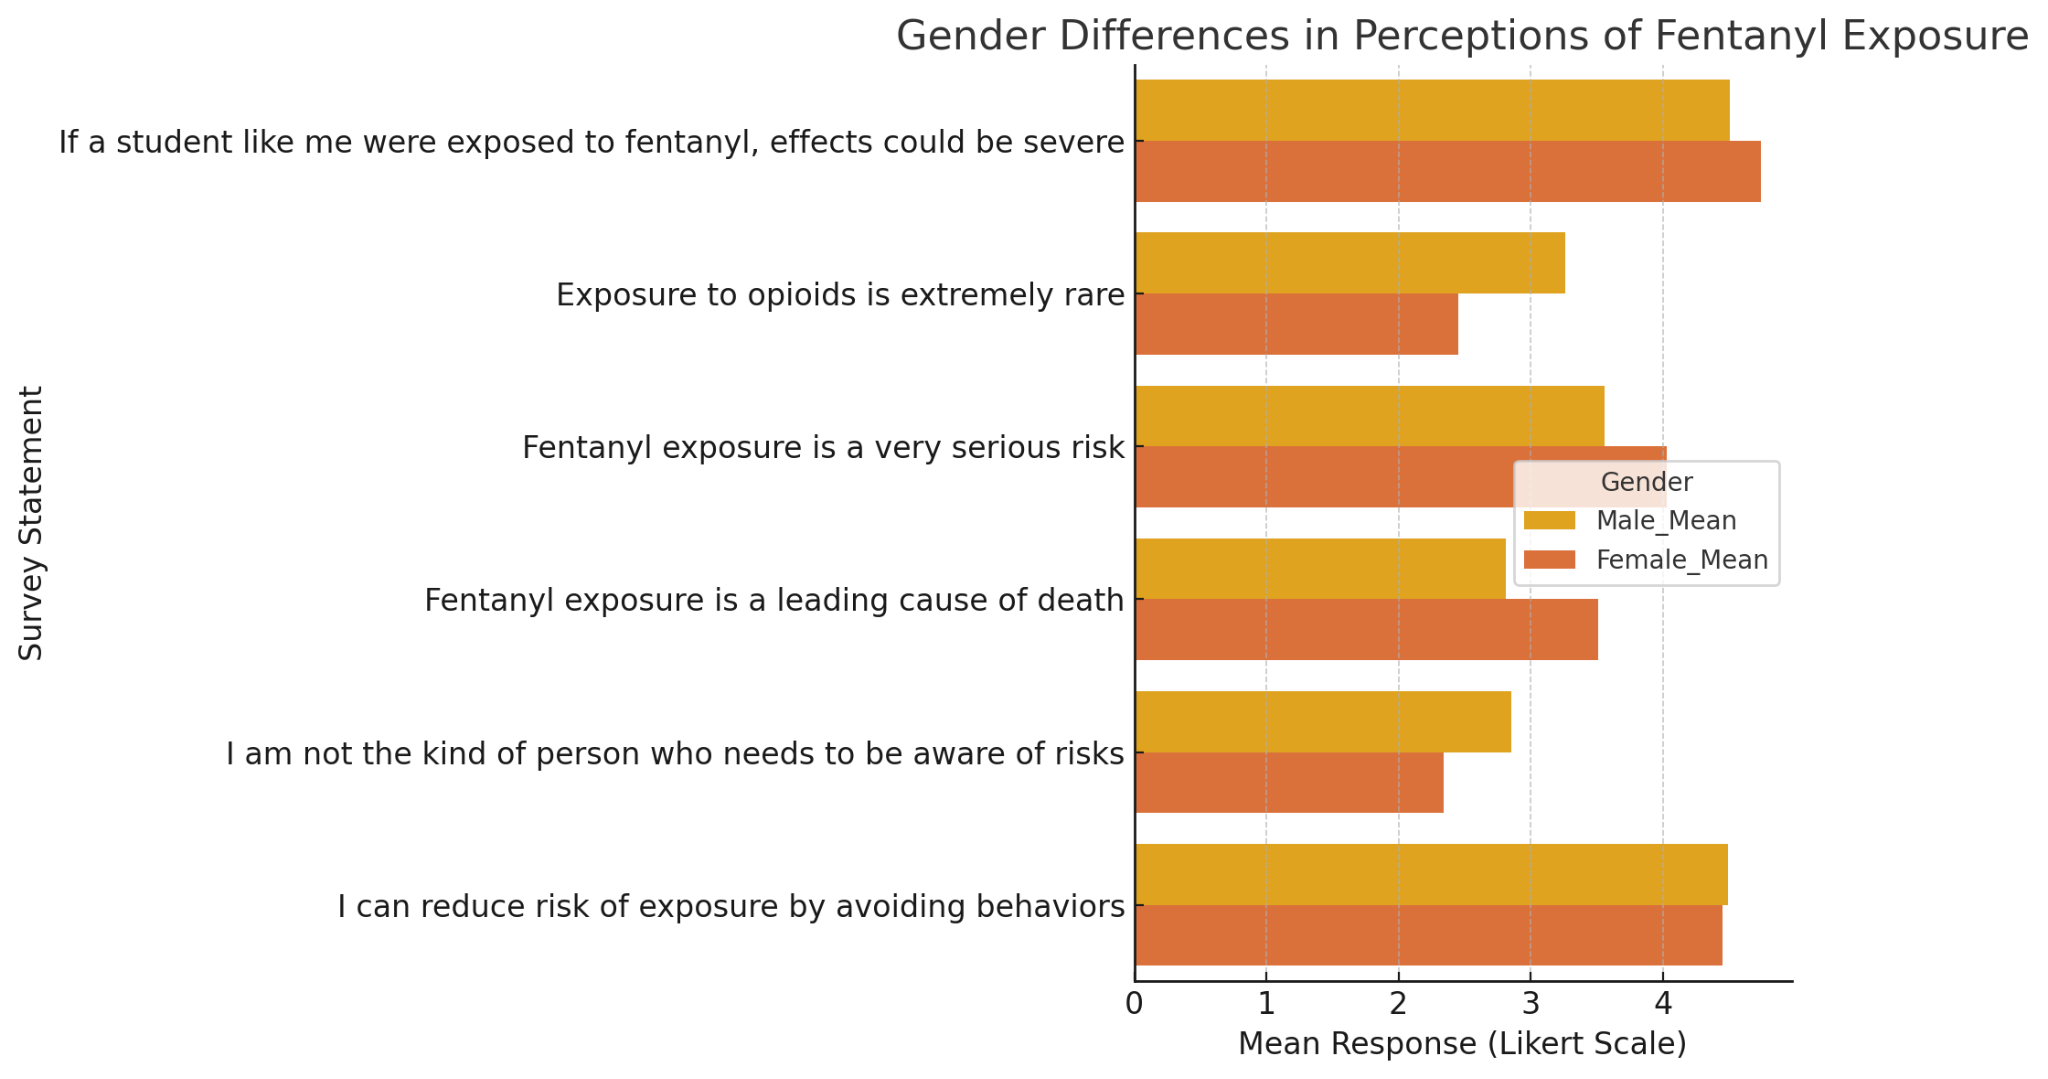 Gender Differences in Perceptions of Fentanyl Exposure
Survey Statement
If a student like me were exposed to fentanyl, effects could be severe
Exposure to opioids is extremely rare
Fentanyl exposure is a very serious risk
Fentanyl exposure is a leading cause of death
I am not the kind of person who needs to be aware of risks
I can reduce risk of exposure by avoiding behaviors
Gender
Male_Mean
Female_Mean
0 1 2 3 4
Mean Response (Likert Scale)